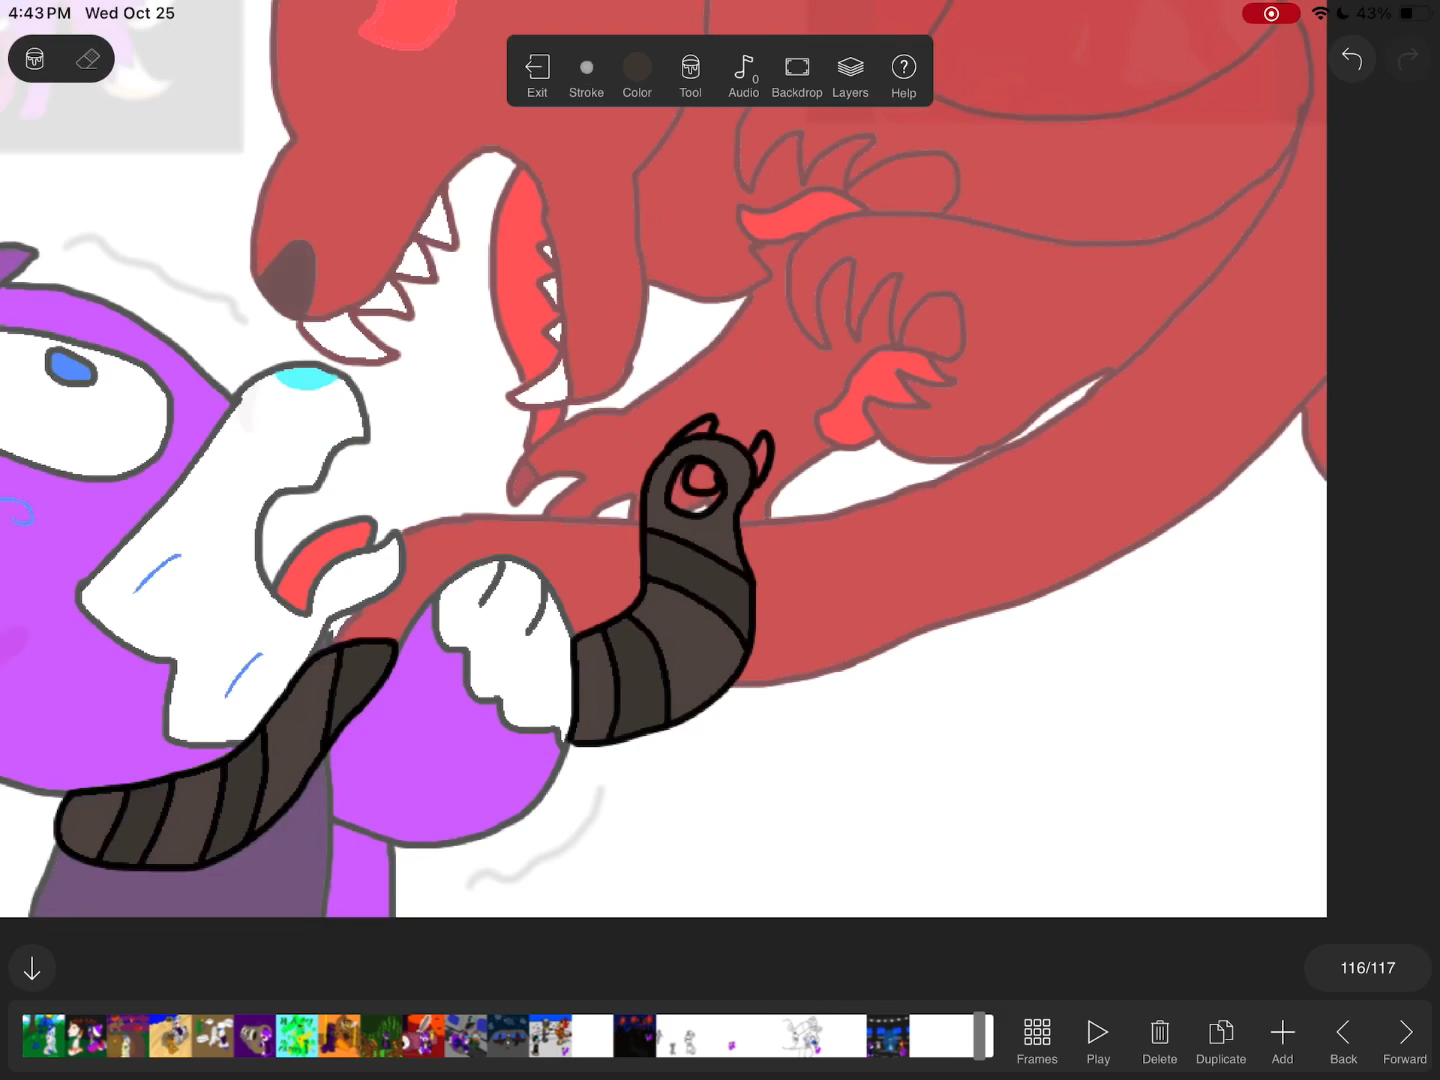 4:43 PM Wed Oct 25
43%
Exit Stroke Color Tool Audio 0 Backdrop Layers Help
116/117
Frames Play Delete Duplicate Add Back Forward